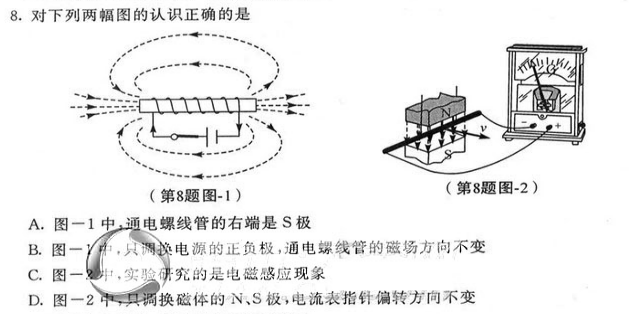 8. 对下列两幅图的认识正确的是
N
S
v
G
－ ＋
（第8题图-1）
（第8题图-2）
A. 图－1中,通电螺线管的右端是S极
B. 图－1中,只调换电源的正负极,通电螺线管的磁场方向不变
C. 图－2中,实验研究的是电磁感应现象
D. 图－2中,只调换磁体的N、S极,电流表指针偏转方向不变